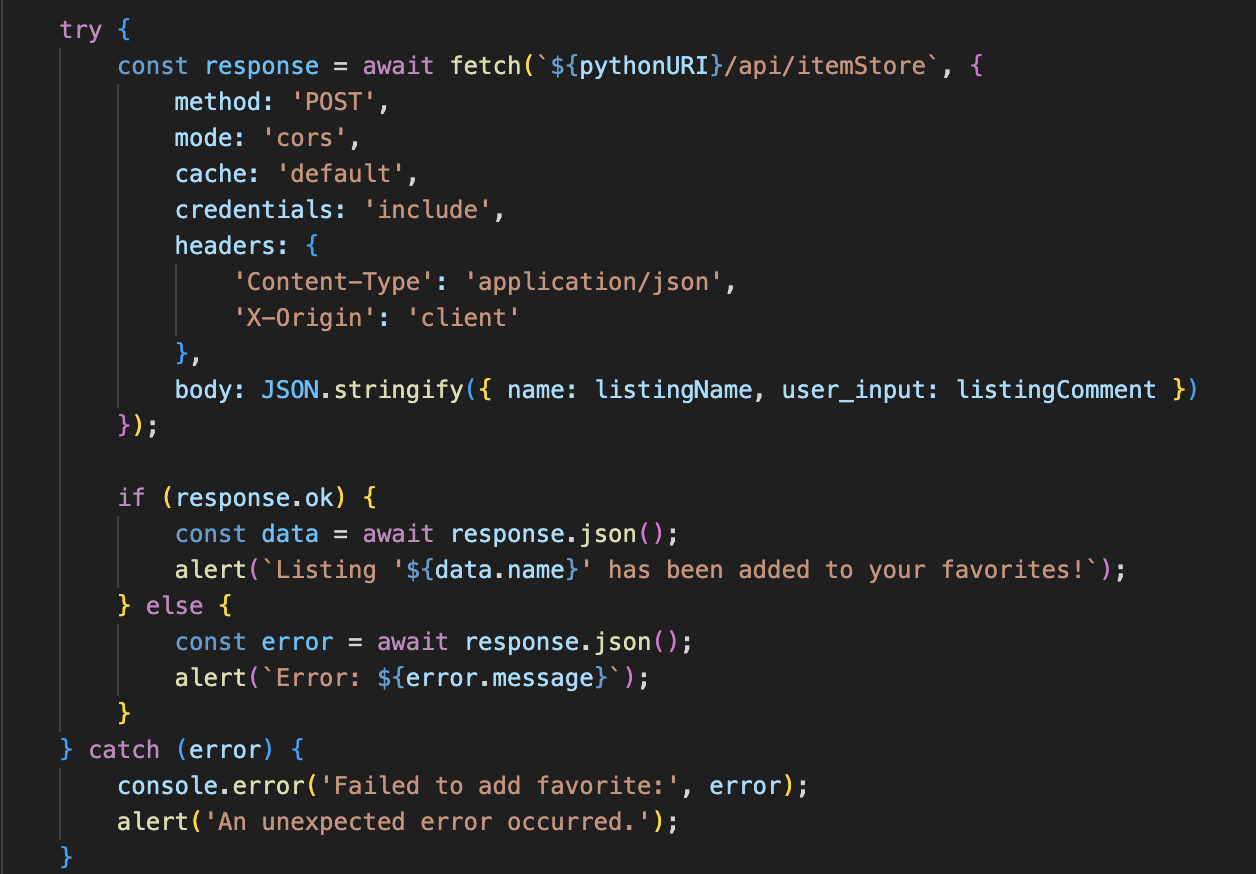 try {
const response = await fetch(`${pythonURI}/api/itemStore`, {
method: 'POST',
mode: 'cors',
cache: 'default',
credentials: 'include',
headers: {
'Content-Type': 'application/json',
'X-Origin': 'client'
},
body: JSON.stringify({ name: listingName, user_input: listingComment })
});
if (response.ok) {
const data = await response.json();
alert(`Listing '${data.name}' has been added to your favorites!`);
} else {
const error = await response.json();
alert(`Error: ${error.message}`);
}
} catch (error) {
console.error('Failed to add favorite:', error);
alert('An unexpected error occurred.');
}